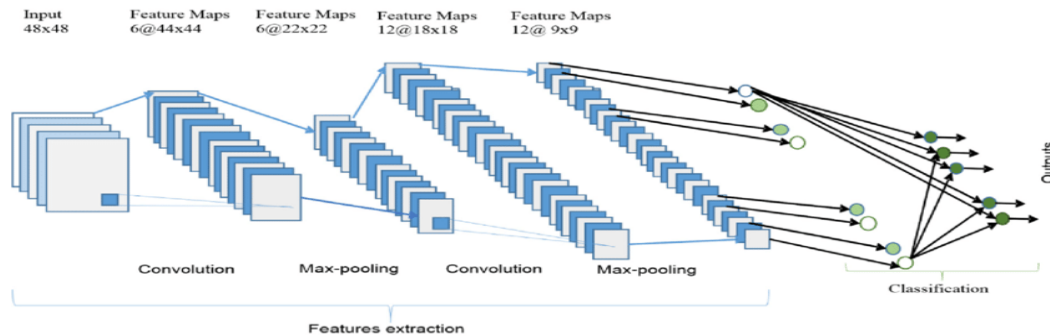 Input
48x48
Feature Maps
6@44x44
Feature Maps
6@22x22
Feature Maps
12@18x18
Feature Maps
12@ 9x9
Outputs
Convolution
Max-pooling
Convolution
Max-pooling
Classification
Features extraction